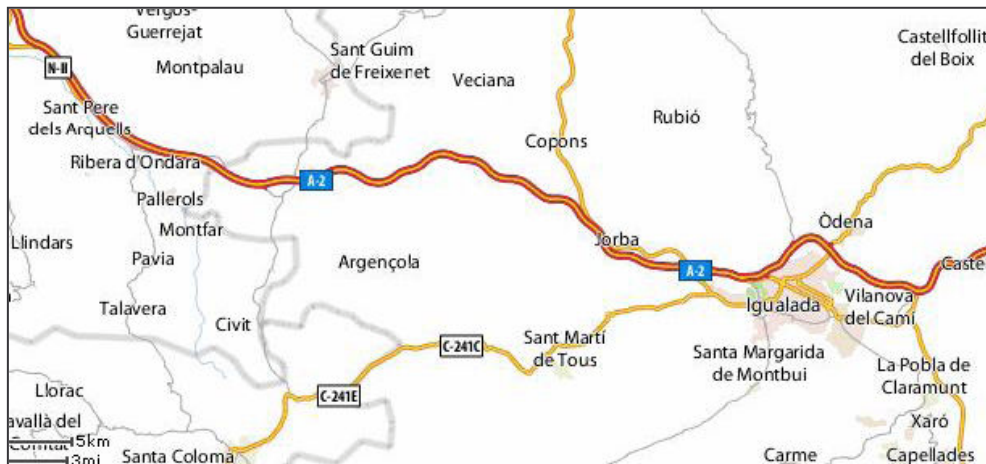 Vergós-
Guerrejat
Montpalau
Sant Guim
de Freixenet
Veciana
Castellfollit
del Boix
N-II
Sant Pere
dels Arquells
Rubió
Copons
Ribera d'Ondara
A-2
Pallerols
Montfar
Òdena
Llindars
Jorba
Pavia
Argençola
A-2
Caste
Talavera
Civit
Igualada
Vilanova
del Camí
C-241C
Sant Martí
de Tous
Santa Margarida
de Montbui
La Pobla de
Claramunt
Llorac
C-241E
avallà del
Comtat
Xaró
5km
3mi
Santa Coloma
Carme
Capellades